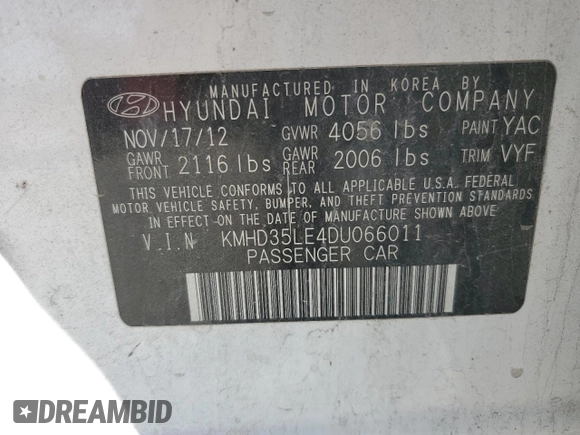 MANUFACTURED IN KOREA BY
HYUNDAI MOTOR COMPANY
NOV/17/12 GVWR 4056 lbs PAINT YAC
GAWR FRONT 2116 lbs GAWR REAR 2006 lbs TRIM VYF
THIS VEHICLE CONFORMS TO ALL APPLICABLE U.S.A. FEDERAL
MOTOR VEHICLE SAFETY, BUMPER, AND THEFT PREVENTION STANDARDS
IN EFFECT ON THE DATE OF MANUFACTURE SHOWN ABOVE
V.I.N KMHD35LE4DU066011
PASSENGER CAR
DREAMBID